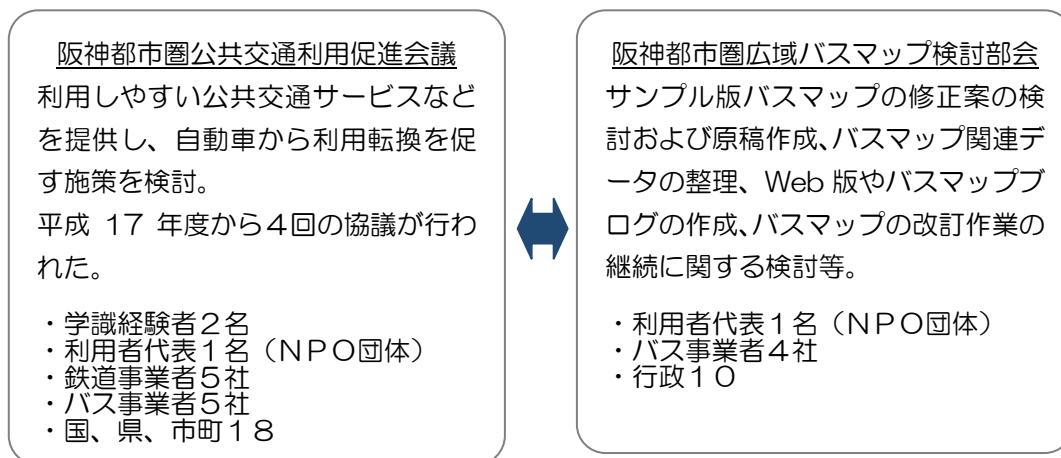 阪神都市圏公共交通利用促進会議
利用しやすい公共交通サービスなど
を提供し、自動車から利用転換を促
す施策を検討。
平成 17 年度から4回の協議が行わ
れた。
・学識経験者2名
・利用者代表1名（NPO団体）
・鉄道事業者5社
・バス事業者5社
・国、県、市町18
阪神都市圏広域バスマップ検討部会
サンプル版バスマップの修正案の検
討および原稿作成、バスマップ関連デ
ータの整理、Web 版やバスマップブ
ログの作成、バスマップの改訂作業の
継続に関する検討等。
・利用者代表1名（NPO団体）
・バス事業者4社
・行政10